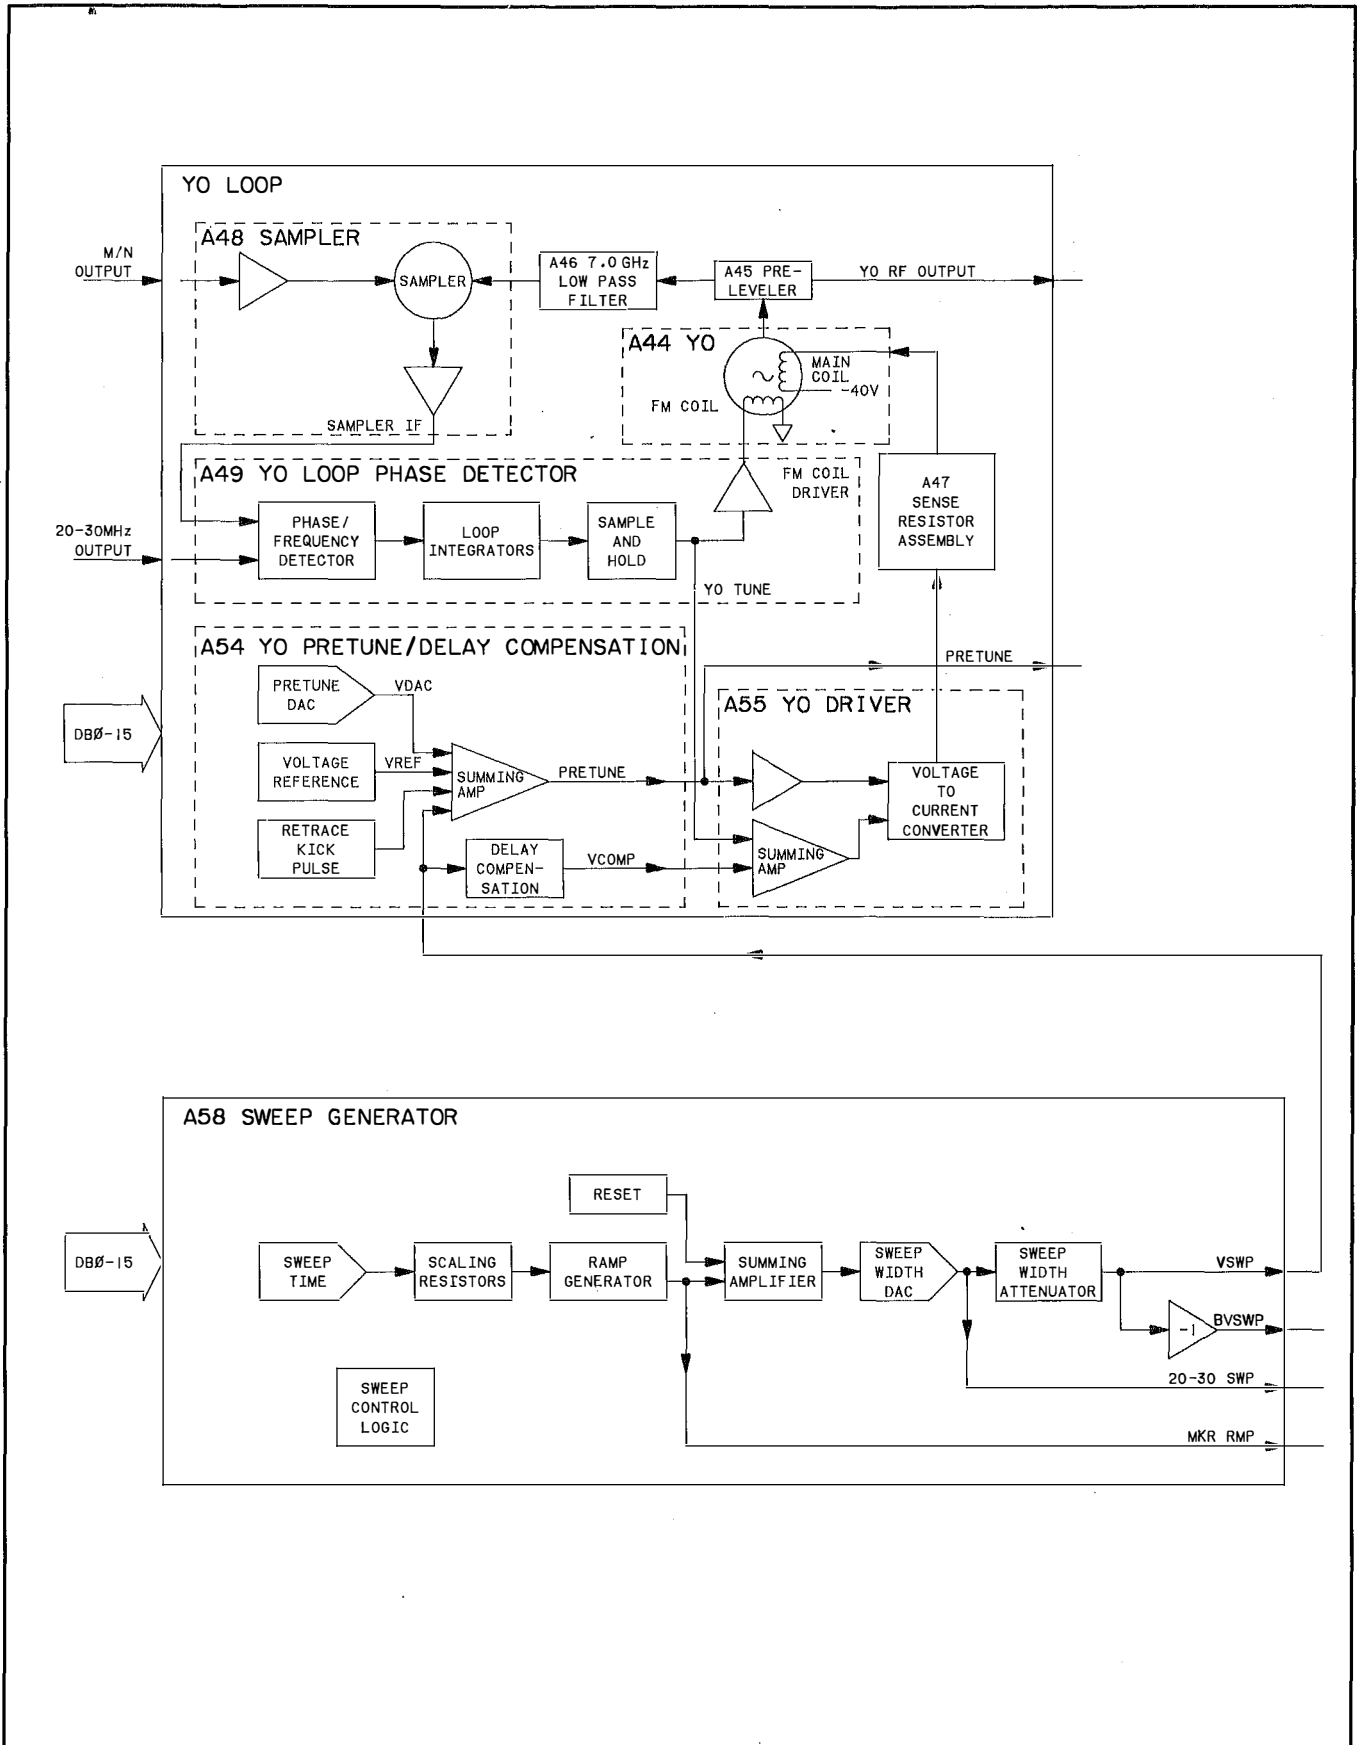 YO LOOP
A48 SAMPLER
M/N
OUTPUT
SAMPLER
A46 7.0 GHz
LOW PASS
FILTER
A45 PRE-
LEVELER
YO RF OUTPUT
A44 YO
MAIN
COIL
-40V
FM COIL
SAMPLER IF
A49 YO LOOP PHASE DETECTOR
FM COIL
DRIVER
A47
SENSE
RESISTOR
ASSEMBLY
20-30MHz
OUTPUT
PHASE/
FREQUENCY
DETECTOR
LOOP
INTEGRATORS
SAMPLE
AND
HOLD
YO TUNE
A54 YO PRETUNE/DELAY COMPENSATION
PRETUNE
PRETUNE
DAC
VDAC
A55 YO DRIVER
DBØ-15
VOLTAGE
REFERENCE
VREF
SUMMING
AMP
PRETUNE
VOLTAGE
TO
CURRENT
CONVERTER
RETRACE
KICK
PULSE
DELAY
COMPEN-
SATION
VCOMP
SUMMING
AMP
A58 SWEEP GENERATOR
RESET
DBØ-15
SWEEP
TIME
SCALING
RESISTORS
RAMP
GENERATOR
SUMMING
AMPLIFIER
SWEEP
WIDTH
DAC
SWEEP
WIDTH
ATTENUATOR
VSWP
-1
BVSWP
20-30 SWP
SWEEP
CONTROL
LOGIC
MKR RMP